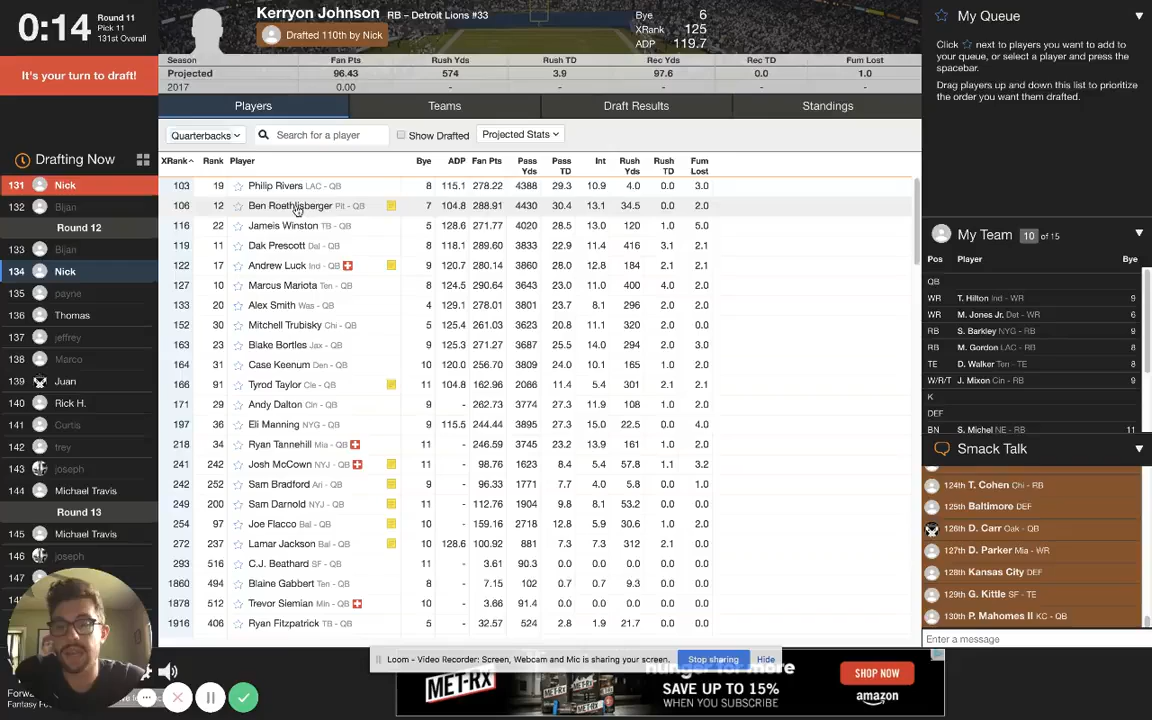 0:14
Round 11
Pick 11
131st Overall
It's your turn to draft!
Drafting Now
131 Nick
132 Bijan
Round 12
133 Bijan
134 Nick
135 payne
136 Thomas
137 jeffrey
138 Marco
139 Juan
140 Rick H.
141 Curtis
142 trey
143 joseph
144 Michael Travis
Round 13
145 Michael Travis
146 joseph
147
Kerryon Johnson RB - Detroit Lions #33
Drafted 110th by Nick
Bye 6
XRank 125
ADP 119.7
Season Fan Pts Rush Yds Rush TD Rec Yds Rec TD Fum Lost
Projected 96.43 574 3.9 97.6 0.0 1.0
2017 0.00 - - - - -
Players Teams Draft Results Standings
Quarterbacks Search for a player Show Drafted Projected Stats
XRank Rank Player Bye ADP Fan Pts Pass Yds Pass TD Int Rush Yds Rush TD Fum Lost
103 19 Philip Rivers LAC - QB 8 115.1 278.22 4388 29.3 10.9 4.0 0.0 3.0
106 12 Ben Roethlisberger Pit - QB 7 104.8 288.91 4430 30.4 13.1 34.5 0.0 2.0
116 22 Jameis Winston TB - QB 5 128.6 271.77 4020 28.5 13.0 120 1.0 5.0
119 11 Dak Prescott Dal - QB 8 118.1 289.60 3833 22.9 11.4 416 3.1 2.1
122 17 Andrew Luck Ind - QB 9 120.7 280.14 3860 28.0 12.8 184 2.1 2.1
127 10 Marcus Mariota Ten - QB 8 124.5 290.64 3643 23.0 11.0 400 4.0 2.0
133 20 Alex Smith Was - QB 4 129.1 278.01 3801 23.7 8.1 296 2.0 2.0
152 30 Mitchell Trubisky Chi - QB 5 125.4 261.03 3623 20.8 11.1 320 2.0 0.0
163 23 Blake Bortles Jax - QB 9 125.3 271.27 3687 25.5 14.0 294 2.0 3.0
164 31 Case Keenum Den - QB 10 120.0 256.70 3809 24.0 10.1 165 1.0 2.0
166 91 Tyrod Taylor Cle - QB 11 104.8 162.96 2066 11.4 5.4 301 2.1 2.1
171 29 Andy Dalton Cin - QB 9 - 262.73 3774 27.3 11.9 108 1.0 2.0
197 36 Eli Manning NYG - QB 9 115.5 244.44 3895 27.3 15.0 22.5 0.0 4.0
218 34 Ryan Tannehill Mia - QB 11 - 246.59 3745 23.2 13.9 161 1.0 2.0
241 242 Josh McCown NYJ - QB 11 - 98.76 1623 8.4 5.4 57.8 1.1 3.2
242 252 Sam Bradford Ari - QB 9 - 96.33 1771 7.7 4.0 5.8 0.0 1.0
249 200 Sam Darnold NYJ - QB 11 - 112.76 1904 9.8 8.1 53.2 0.0 0.0
254 97 Joe Flacco Bal - QB 10 - 159.16 2718 12.8 5.9 30.6 1.0 2.0
272 237 Lamar Jackson Bal - QB 10 128.6 100.92 881 7.3 7.3 312 2.1 0.0
293 516 C.J. Beathard SF - QB 11 - 3.61 90.3 0.0 0.0 0.0 0.0 0.0
1860 494 Blaine Gabbert Ten - QB 8 - 7.15 102 0.7 0.7 9.3 0.0 0.0
1878 512 Trevor Siemian Min - QB 10 - 3.66 91.4 0.0 0.0 0.0 0.0 0.0
1916 406 Ryan Fitzpatrick TB - QB 5 - 32.57 524 2.8 1.9 21.7 0.0 0.0
My Queue
Click next to players you want to add to
your queue, or select a player and press the
spacebar.
Drag players up and down this list to prioritize
the order you want them drafted.
My Team 10 of 15
Pos Player Bye
QB
WR T. Hilton Ind - WR 9
WR M. Jones Jr. Det - WR 6
RB S. Barkley NYG - RB 9
RB M. Gordon LAC - RB 8
TE D. Walker Ten - TE 8
W/R/T J. Mixon Cin - RB 9
K
DEF
BN S. Michel NE - RB 11
Smack Talk
124th T. Cohen Chi - RB
125th Baltimore DEF
126th D. Carr Oak - QB
127th D. Parker Mia - WR
128th Kansas City DEF
129th G. Kittle SF - TE
130th P. Mahomes II KC - QB
Enter a message
Loom - Video Recorder: Screen, Webcam and Mic is sharing your screen. Stop sharing Hide
MET-RX
hunger for more
SAVE UP TO 15%
WHEN YOU SUBSCRIBE
SHOP NOW
amazon